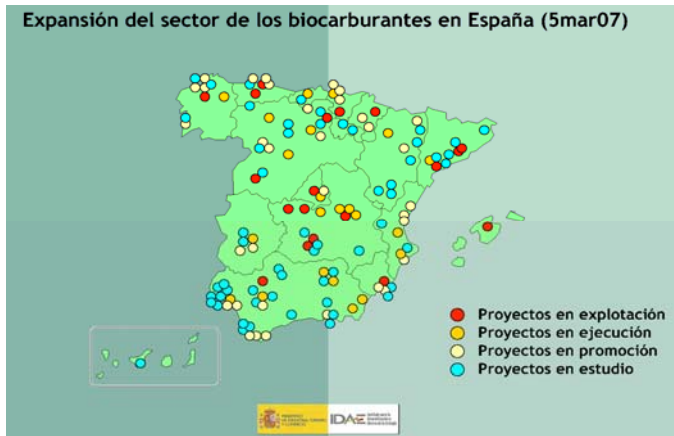 Expansión del sector de los biocarburantes en España (5mar07)
Proyectos en explotación
Proyectos en ejecución
Proyectos en promoción
Proyectos en estudio
IDAE